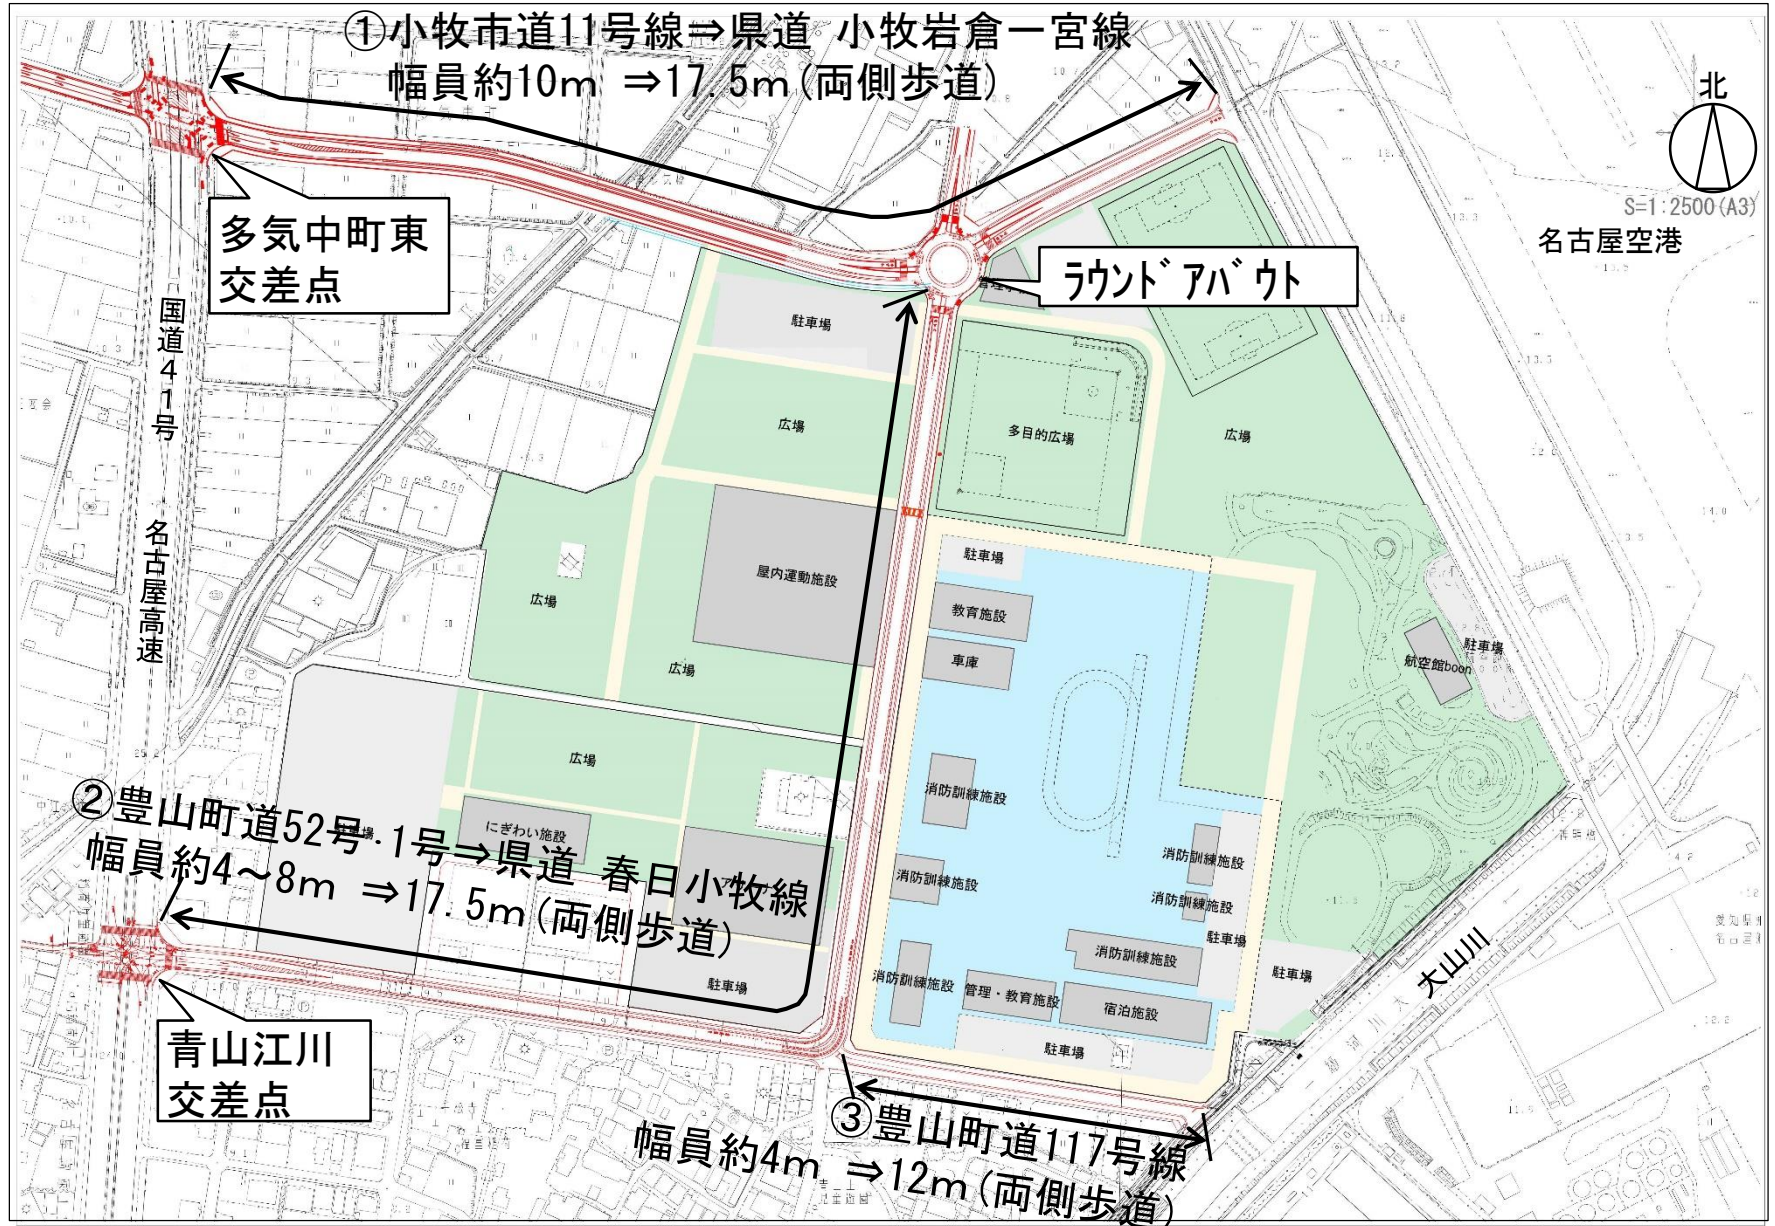 ①小牧市道11号線⇒県道 小牧岩倉一宮線
幅員約10m ⇒17.5m(両側歩道)
北
S=1:2500(A3)
名古屋空港
多気中町東
交差点
ラウンドアバウト
国道41号
名古屋高速
駐車場
広場
多目的広場
広場
屋内運動施設
広場
広場
駐車場
教育施設
車庫
航空館boon
駐車場
広場
消防訓練施設
消防訓練施設
消防訓練施設
消防訓練施設
消防訓練施設
駐車場
消防訓練施設
管理・教育施設
宿泊施設
駐車場
駐車場
大山川
にぎわい施設
駐車場
②豊山町道52号・1号⇒県道 春日小牧線
幅員約4～8m ⇒17.5m(両側歩道)
駐車場
青山江川
交差点
③豊山町道117号線
幅員約4m ⇒12m(両側歩道)